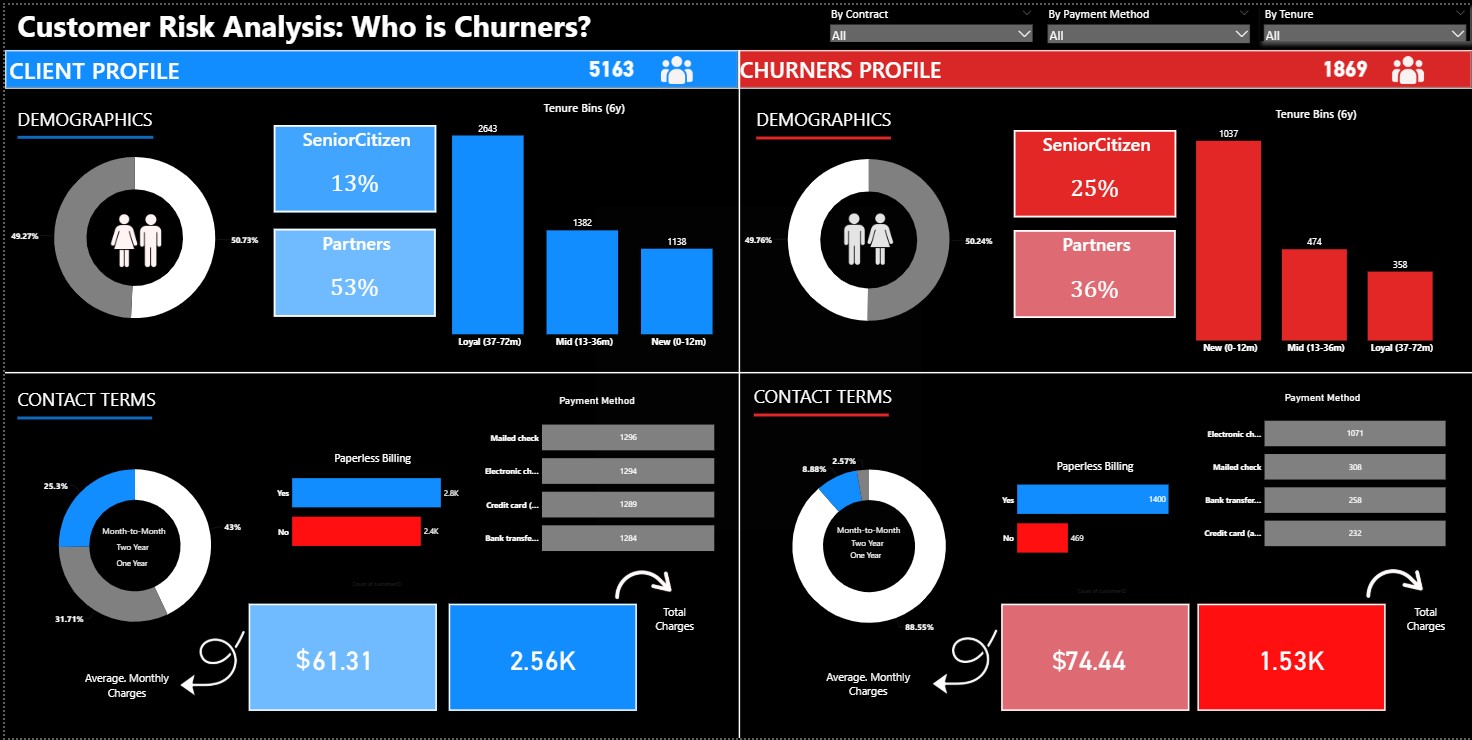 Customer Risk Analysis: Who is Churners?
By Contract
All
By Payment Method
All
By Tenure
All
CLIENT PROFILE
5163
DEMOGRAPHICS
49.27%
50.73%
SeniorCitizen
13%
Partners
53%
Tenure Bins (6y)
2643
1382
1138
Loyal (37-72m)
Mid (13-36m)
New (0-12m)
CONTACT TERMS
25.3%
43%
31.71%
Month-to-Month
Two Year
One Year
Paperless Billing
Yes
2.8K
No
2.4K
Count of customerID
Payment Method
Mailed check
1296
Electronic ch...
1294
Credit card (...
1289
Bank transfe...
1284
Average. Monthly
Charges
$61.31
2.56K
Total
Charges
CHURNERS PROFILE
1869
DEMOGRAPHICS
49.76%
50.24%
SeniorCitizen
25%
Partners
36%
Tenure Bins (6y)
1037
474
358
New (0-12m)
Mid (13-36m)
Loyal (37-72m)
CONTACT TERMS
8.88%
2.57%
88.55%
Month-to-Month
Two Year
One Year
Paperless Billing
Yes
1400
No
469
Count of customerID
Payment Method
Electronic ch...
1071
Mailed check
308
Bank transfer...
258
Credit card (a...
232
Average. Monthly
Charges
$74.44
1.53K
Total
Charges